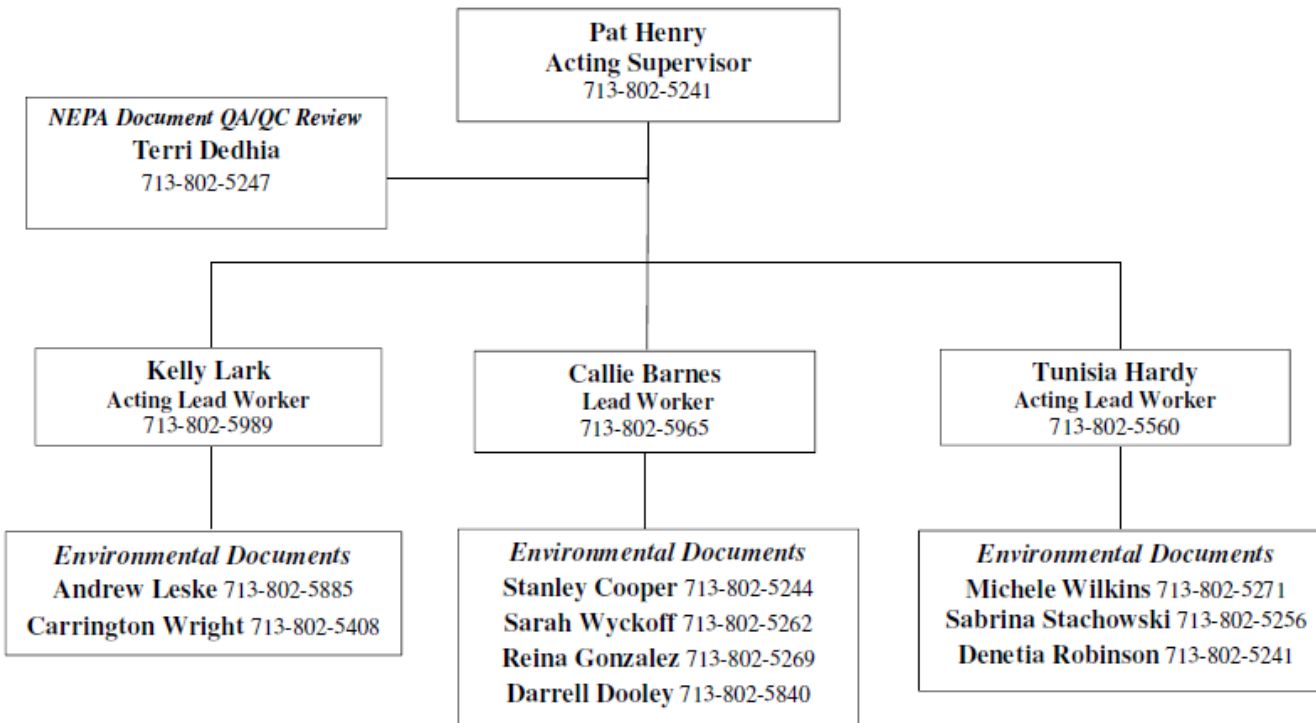 Pat Henry
Acting Supervisor
713-802-5241
NEPA Document QA/QC Review
Terri Dedhia
713-802-5247
Kelly Lark
Acting Lead Worker
713-802-5989
Callie Barnes
Lead Worker
713-802-5965
Tunisia Hardy
Acting Lead Worker
713-802-5560
Environmental Documents
Andrew Leske 713-802-5885
Carrington Wright 713-802-5408
Environmental Documents
Stanley Cooper 713-802-5244
Sarah Wyckoff 713-802-5262
Reina Gonzalez 713-802-5269
Darrell Dooley 713-802-5840
Environmental Documents
Michele Wilkins 713-802-5271
Sabrina Stachowski 713-802-5256
Denetia Robinson 713-802-5241